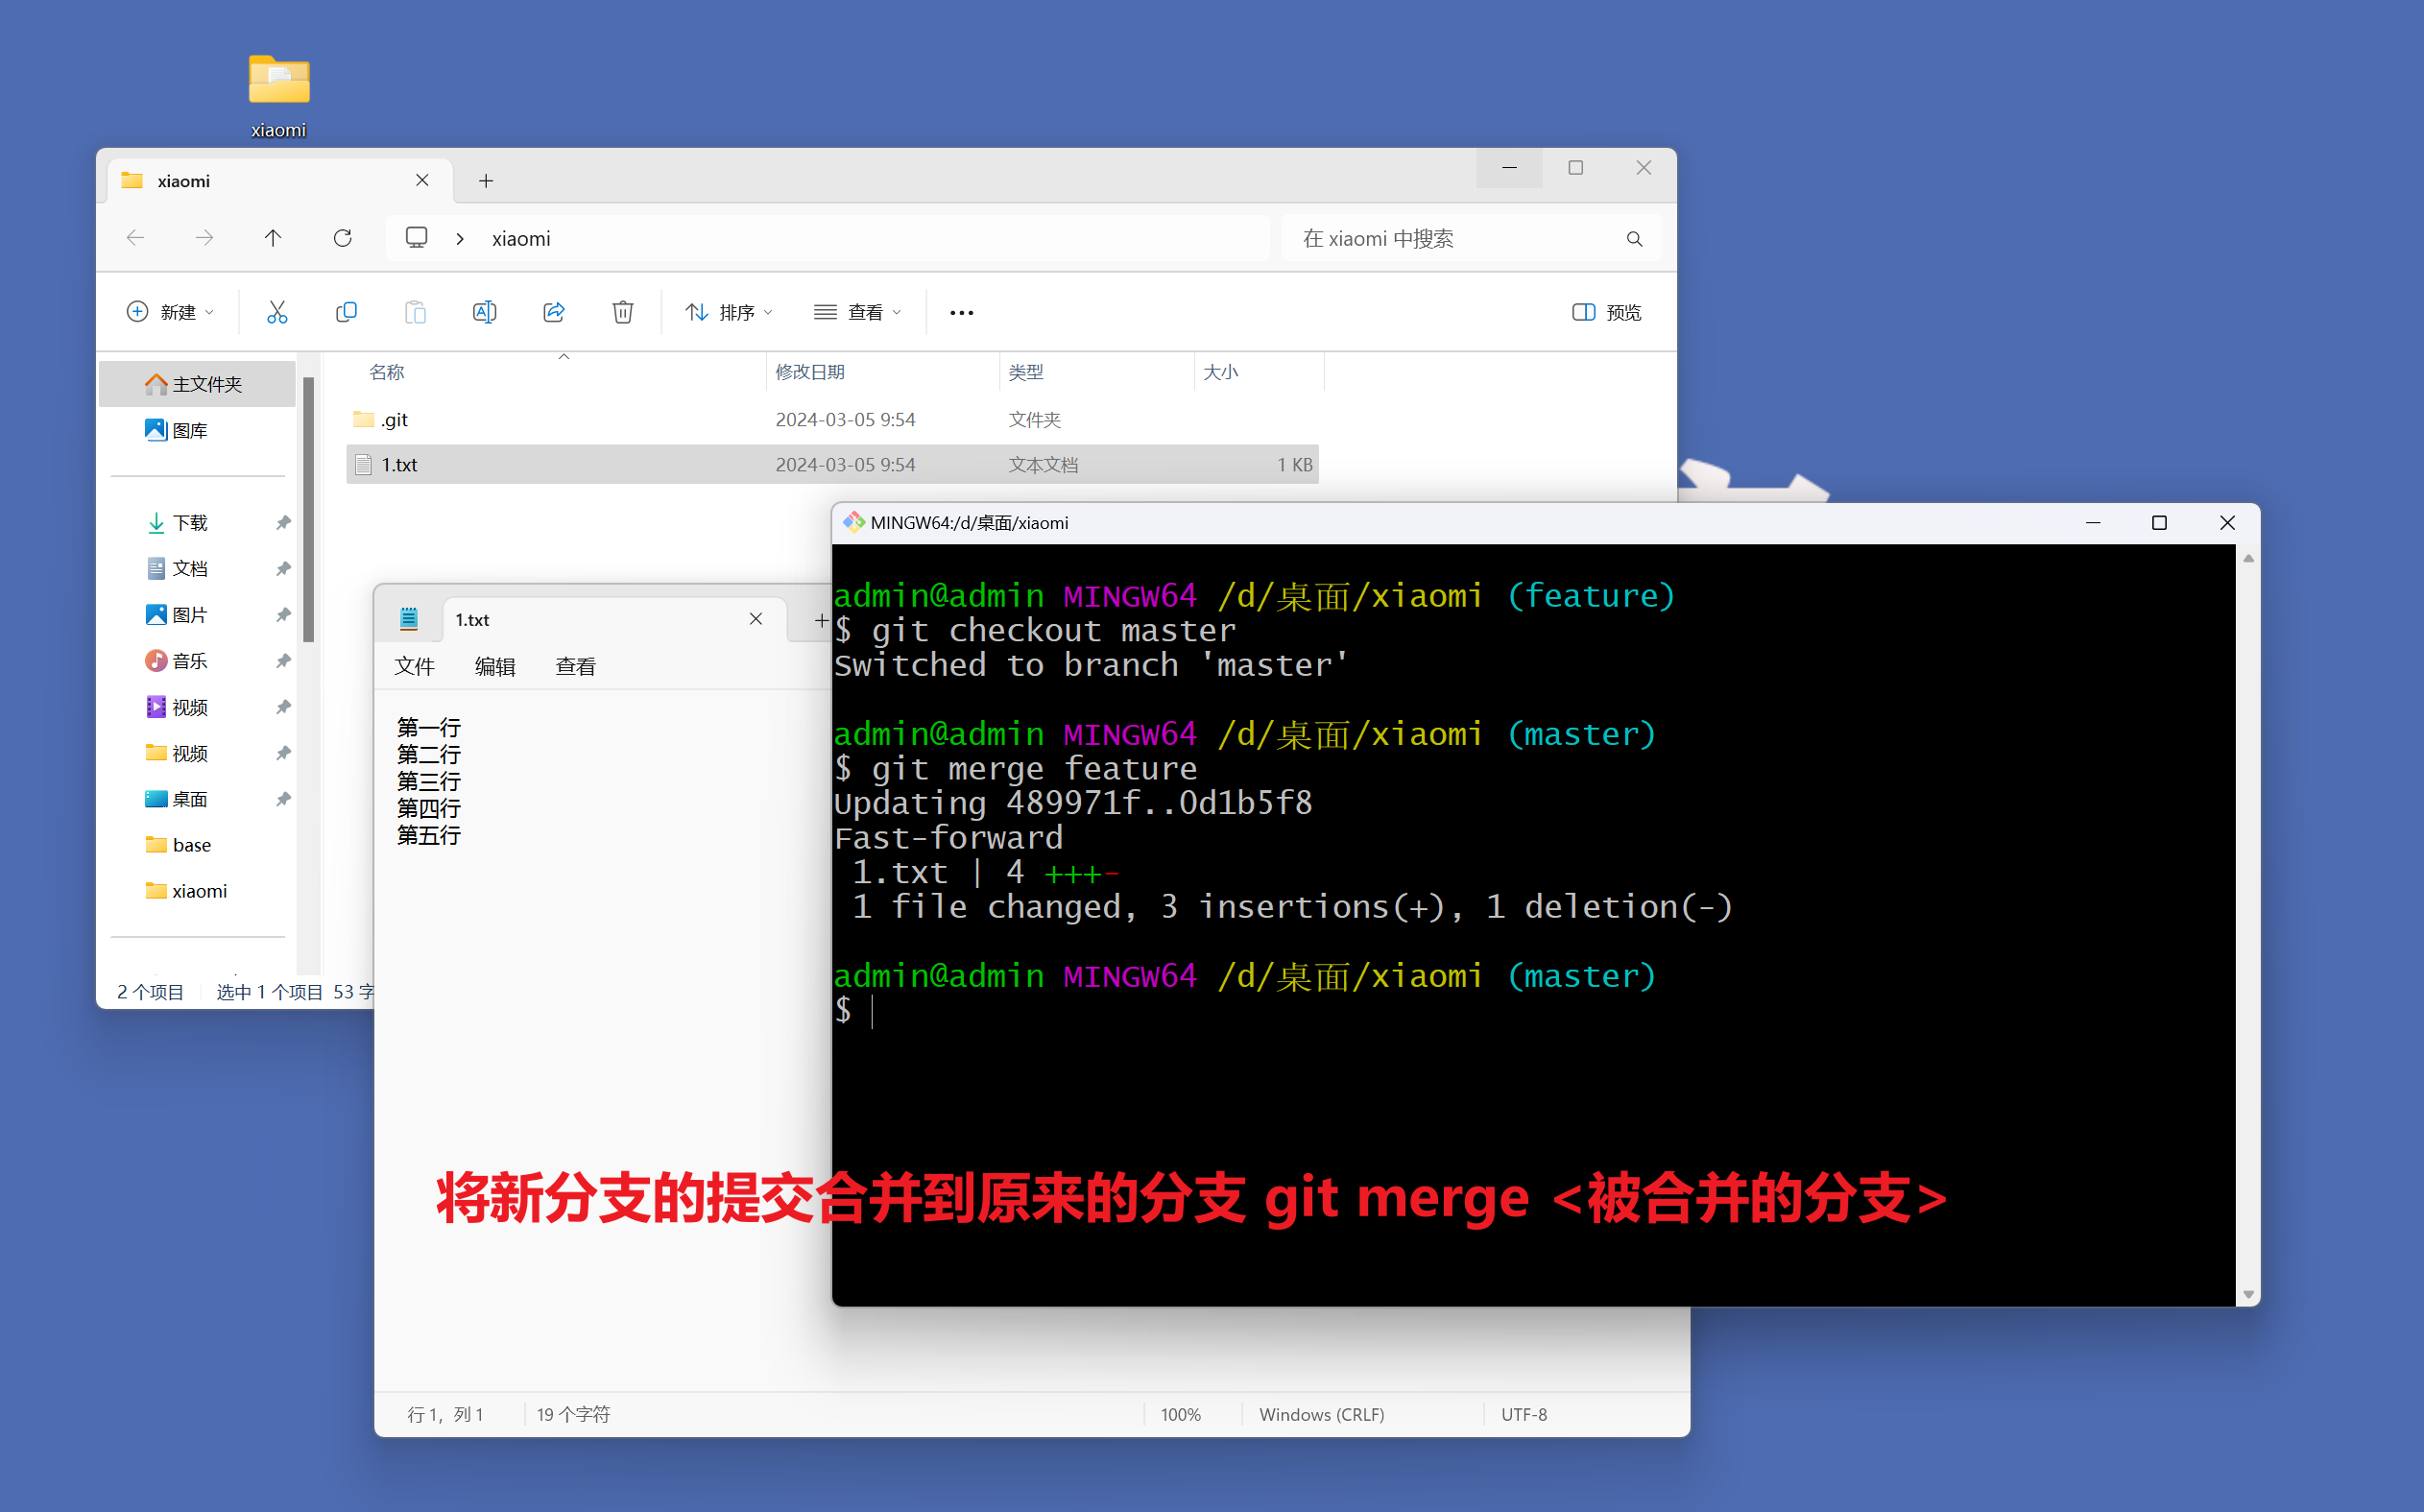 xiaomi
xiaomi
xiaomi
在 xiaomi 中搜索
新建
排序
查看
预览
主文件夹
图库
下载
文档
图片
音乐
视频
视频
桌面
base
xiaomi
名称 修改日期 类型 大小
.git 2024-03-05 9:54 文件夹
1.txt 2024-03-05 9:54 文本文档 1 KB
2 个项目 选中 1 个项目 53 字
1.txt
文件 编辑 查看
第一行
第二行
第三行
第四行
第五行
行 1，列 1 19 个字符 100% Windows (CRLF) UTF-8
MINGW64:/d/桌面/xiaomi
admin@admin MINGW64 /d/桌面/xiaomi (feature)
$ git checkout master
Switched to branch 'master'
admin@admin MINGW64 /d/桌面/xiaomi (master)
$ git merge feature
Updating 489971f..0d1b5f8
Fast-forward
1.txt | 4 +++-
1 file changed, 3 insertions(+), 1 deletion(-)
admin@admin MINGW64 /d/桌面/xiaomi (master)
$
将新分支的提交合并到原来的分支 git merge <被合并的分支>